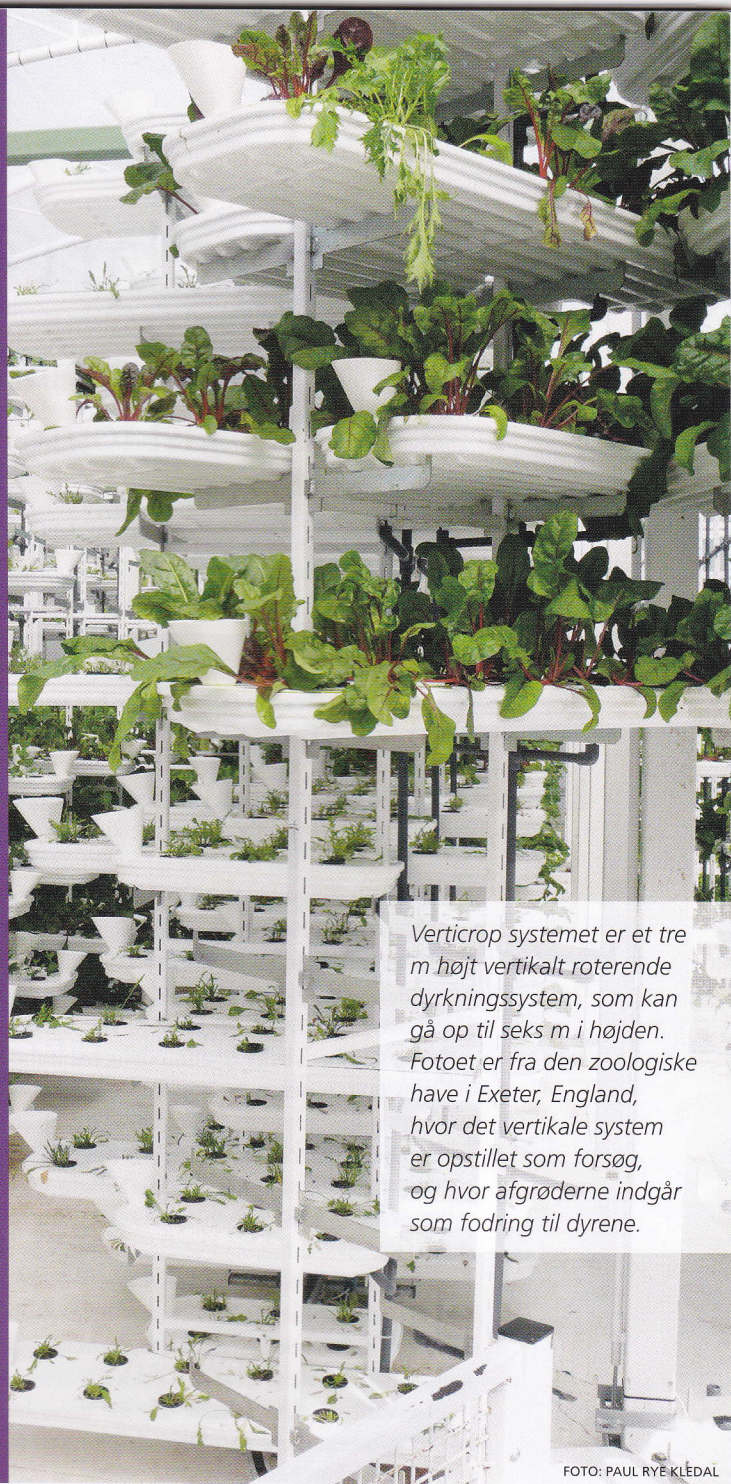 Verticrop systemet er et tre
m højt vertikalt roterende
dyrkningssystem, som kan
gå op til seks m i højden.
Fotoet er fra den zoologiske
have i Exeter, England,
hvor det vertikale system
er opstillet som forsøg,
og hvor afgrøderne indgår
som fodring til dyrene.
FOTO: PAUL RYE KLEDAL